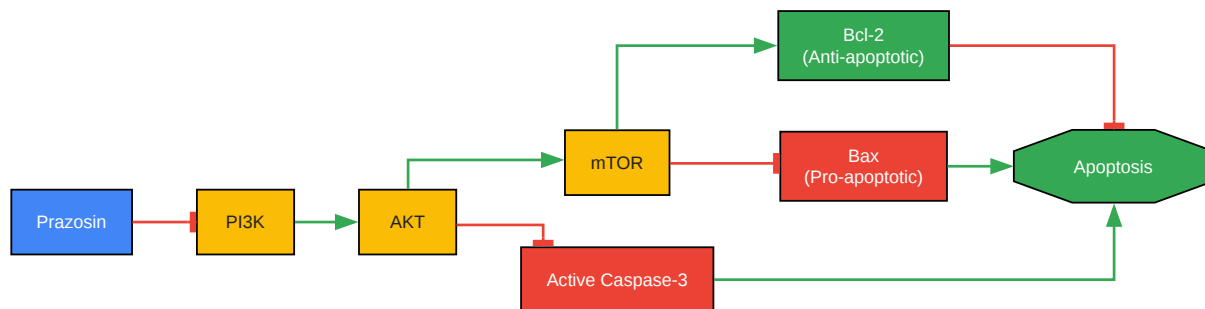 Bcl-2
(Anti-apoptotic)
mTOR
Bax
(Pro-apoptotic)
Apoptosis
Prazosin
PI3K
AKT
Active Caspase-3